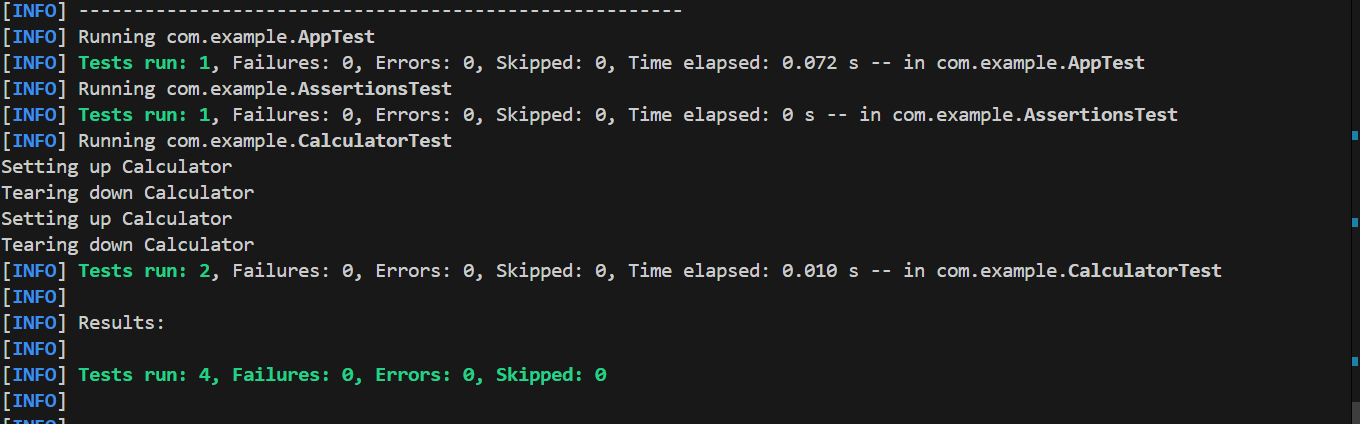 [INFO] -------------------------------------------------------
[INFO] Running com.example.AppTest
[INFO] Tests run: 1, Failures: 0, Errors: 0, Skipped: 0, Time elapsed: 0.072 s -- in com.example.AppTest
[INFO] Running com.example.AssertionsTest
[INFO] Tests run: 1, Failures: 0, Errors: 0, Skipped: 0, Time elapsed: 0 s -- in com.example.AssertionsTest
[INFO] Running com.example.CalculatorTest
Setting up Calculator
Tearing down Calculator
Setting up Calculator
Tearing down Calculator
[INFO] Tests run: 2, Failures: 0, Errors: 0, Skipped: 0, Time elapsed: 0.010 s -- in com.example.CalculatorTest
[INFO]
[INFO] Results:
[INFO]
[INFO] Tests run: 4, Failures: 0, Errors: 0, Skipped: 0
[INFO]